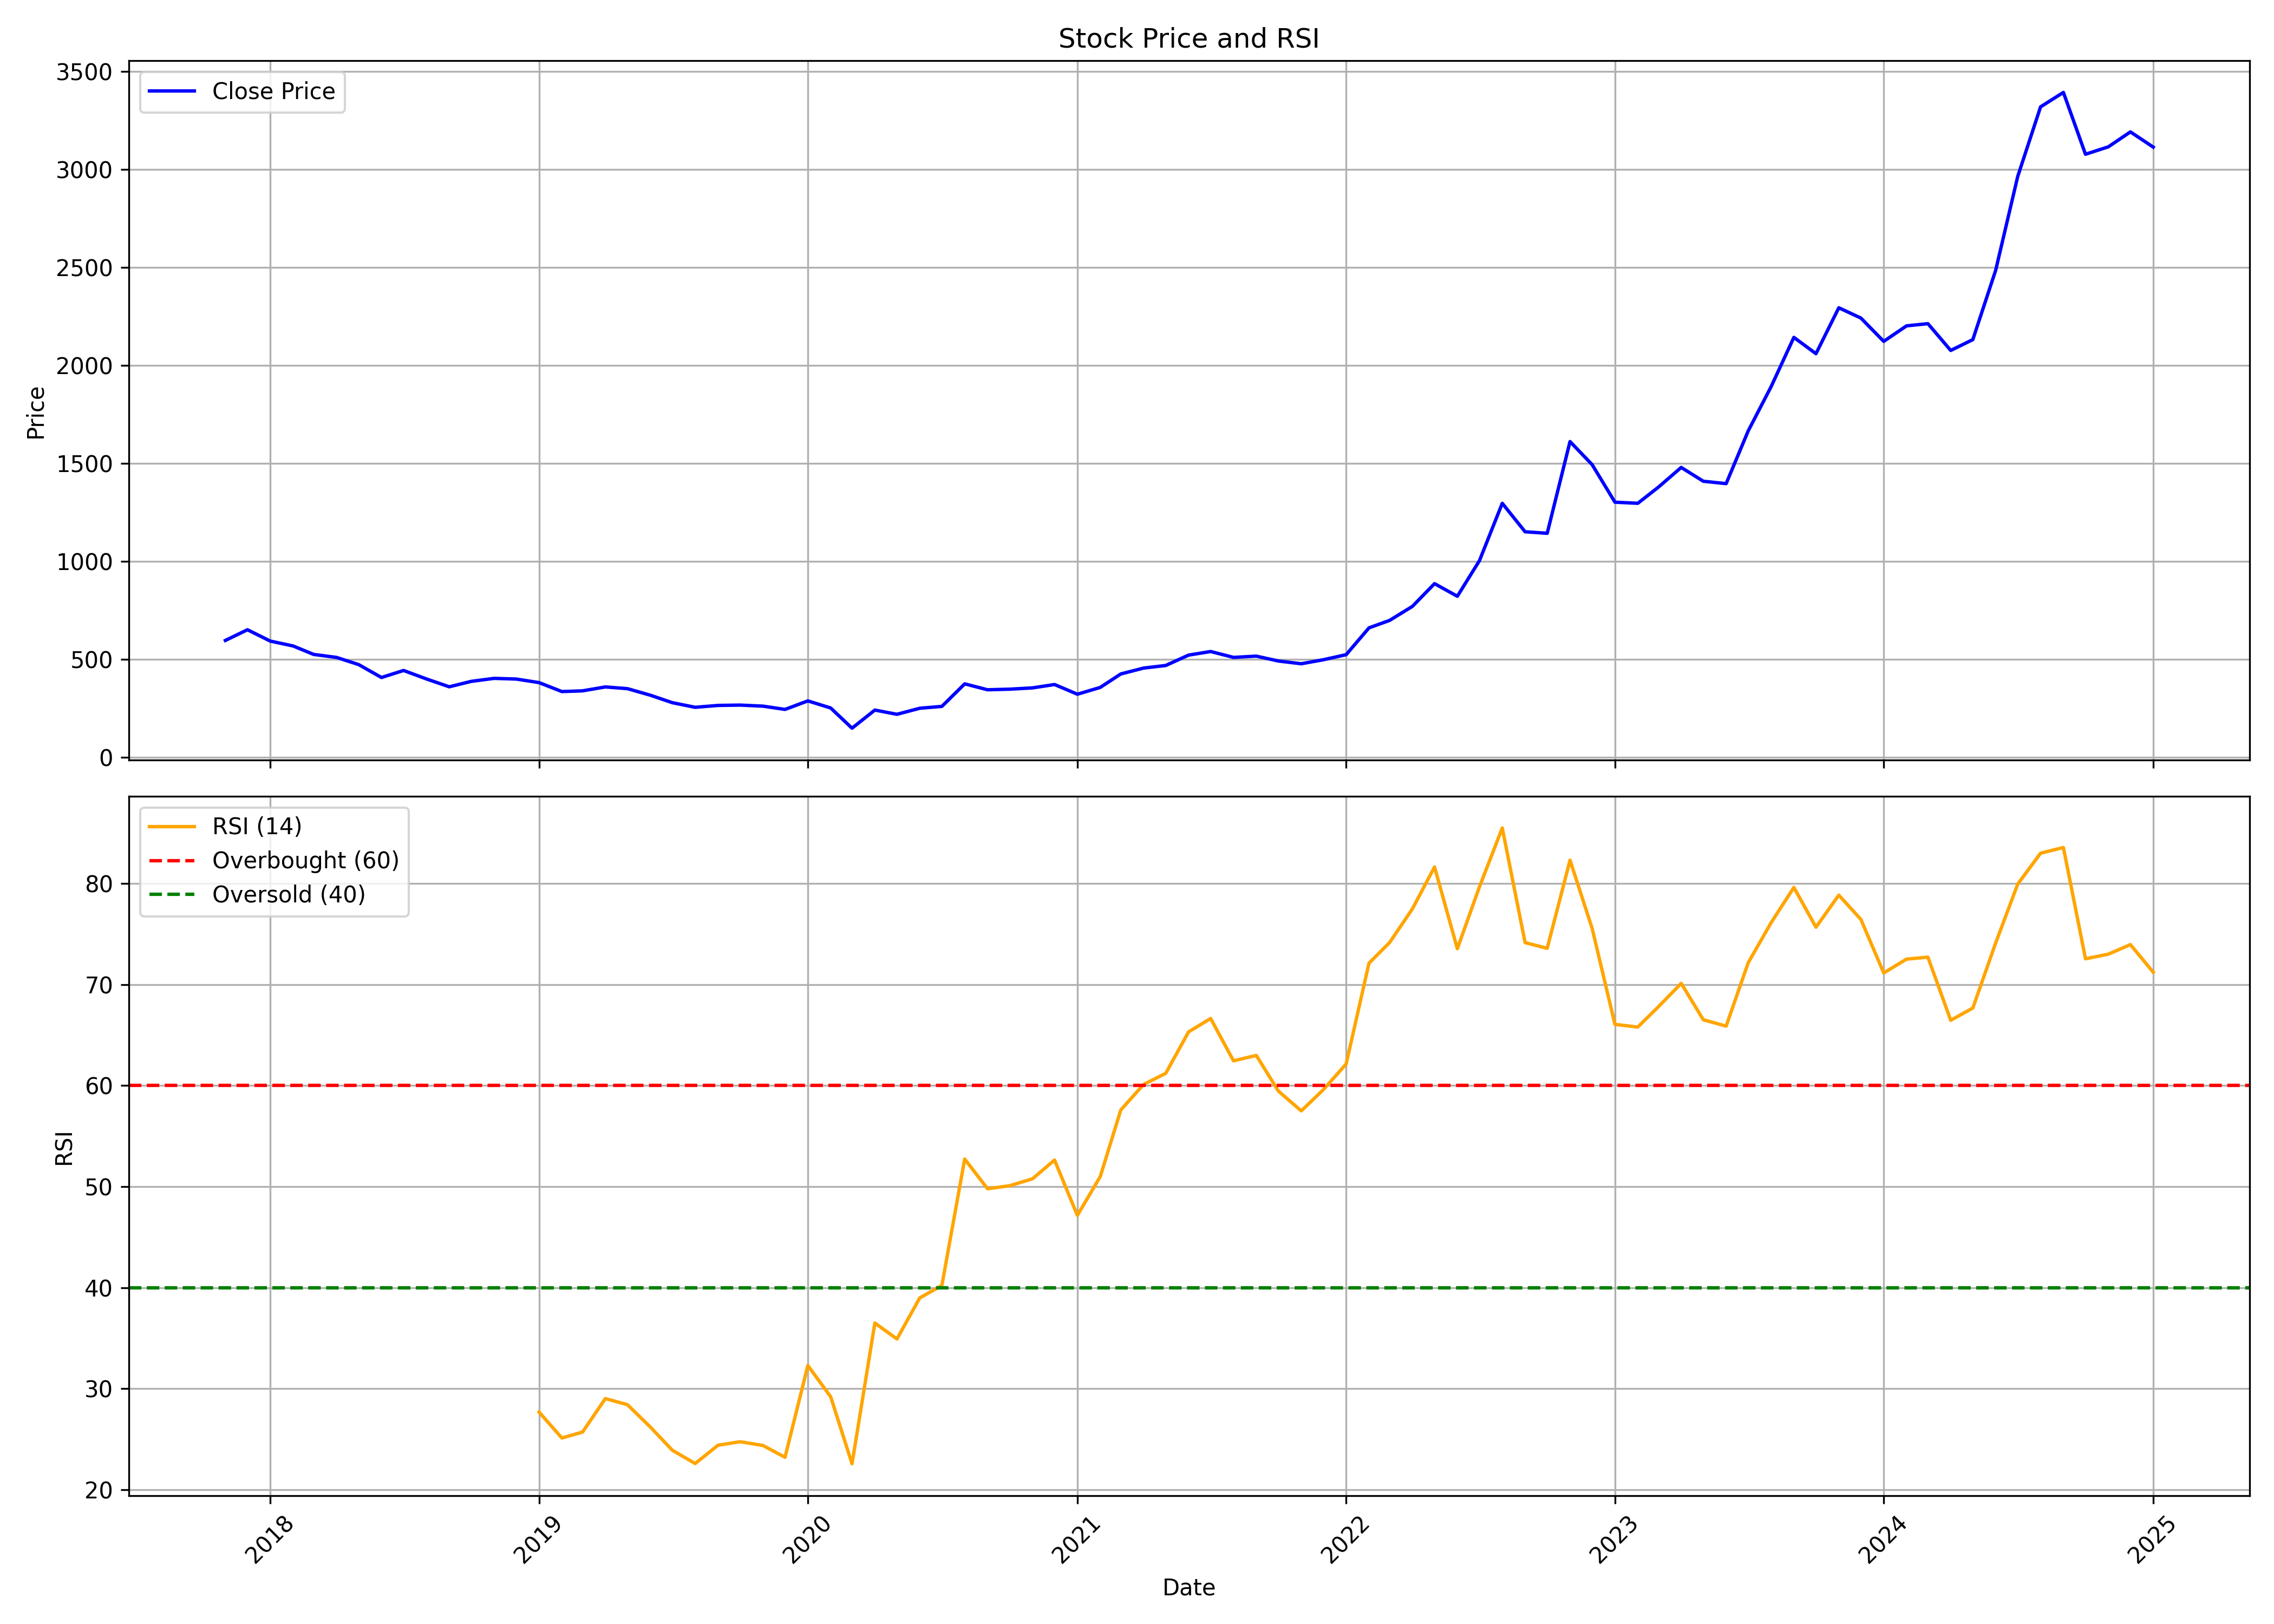 Stock Price and RSI
Close Price
3500
3000
2500
2000
1500
1000
500
0
Price
RSI (14)
Overbought (60)
Oversold (40)
80
70
60
50
40
30
20
RSI
2018
2019
2020
2021
2022
2023
2024
2025
Date